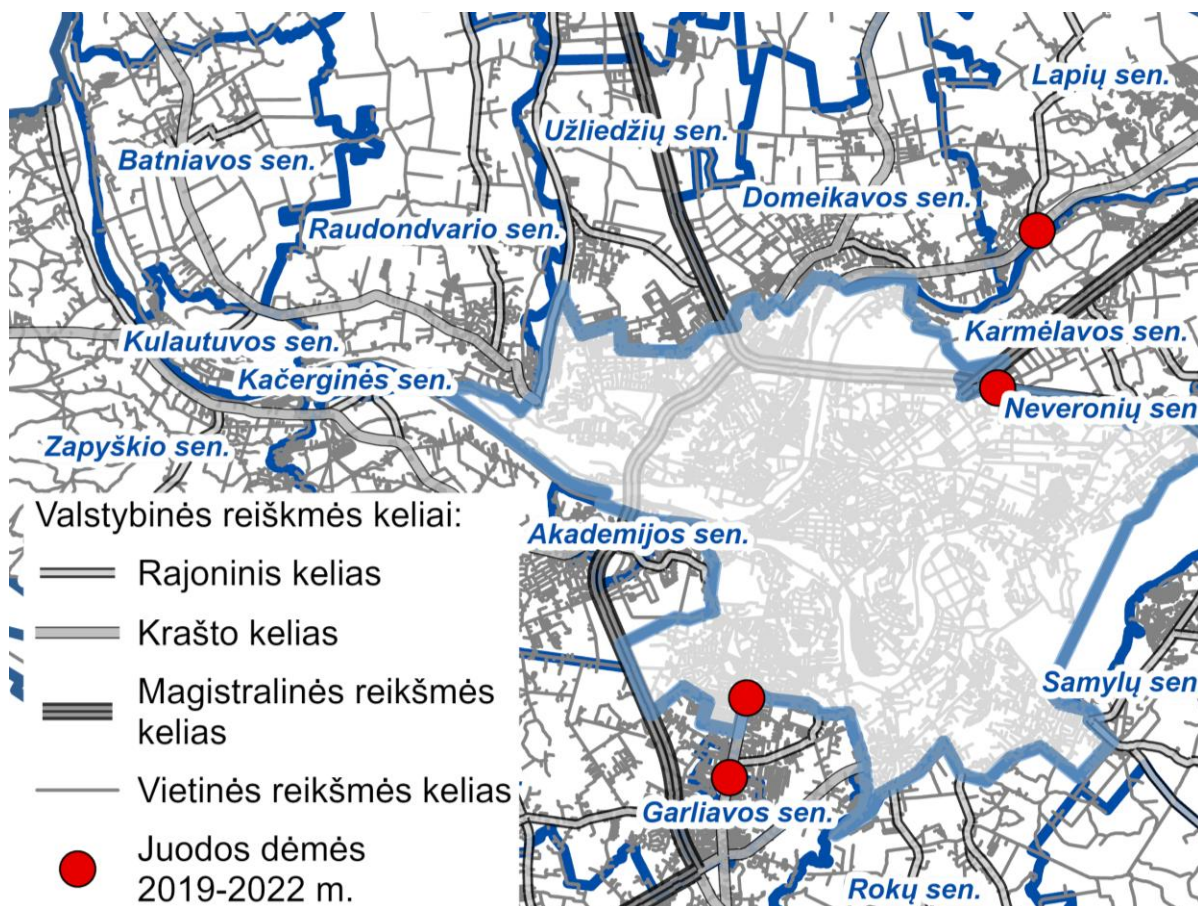 Lapių sen.
Užliedžių sen.
Batniavos sen.
Domeikavos sen.
Raudondvario sen.
Karmėlavos sen.
Kulautuvos sen.
Kačerginės sen.
Neveronių sen
Zapyškio sen.
Akademijos sen.
Samylų sen
Garliavos sen.
Rokų sen.
Valstybinės reiškmės keliai:
Rajoninis kelias
Krašto kelias
Magistralinės reikšmės
kelias
Vietinės reikšmės kelias
Juodos dėmės
2019-2022 m.